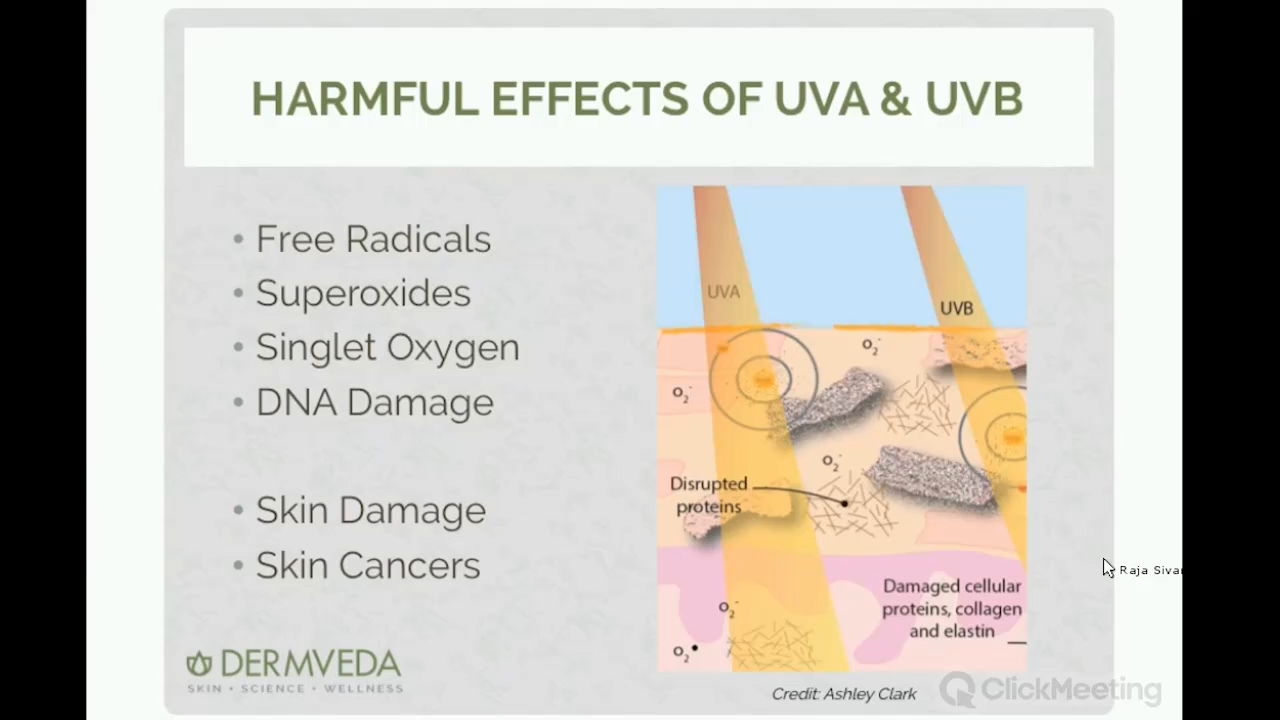 HARMFUL EFFECTS OF UVA & UVB
• Free Radicals
• Superoxides
• Singlet Oxygen
• DNA Damage
• Skin Damage
• Skin Cancers
UVA
UVB
O₂⁻
O₂⁻
O₂⁻
Disrupted
proteins
Damaged cellular
proteins, collagen
and elastin
O₂⁻
O₂•
DERMVEDA
SKIN • SCIENCE • WELLNESS
Credit: Ashley Clark
ClickMeeting
Raja